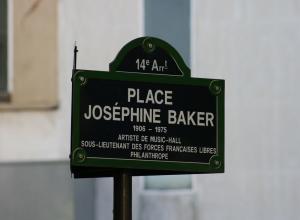 14e Arrt
PLACE
JOSÉPHINE BAKER
1906 - 1975
ARTISTE DE MUSIC-HALL
SOUS-LIEUTENANT DES FORCES FRANÇAISES LIBRES
PHILANTHROPE